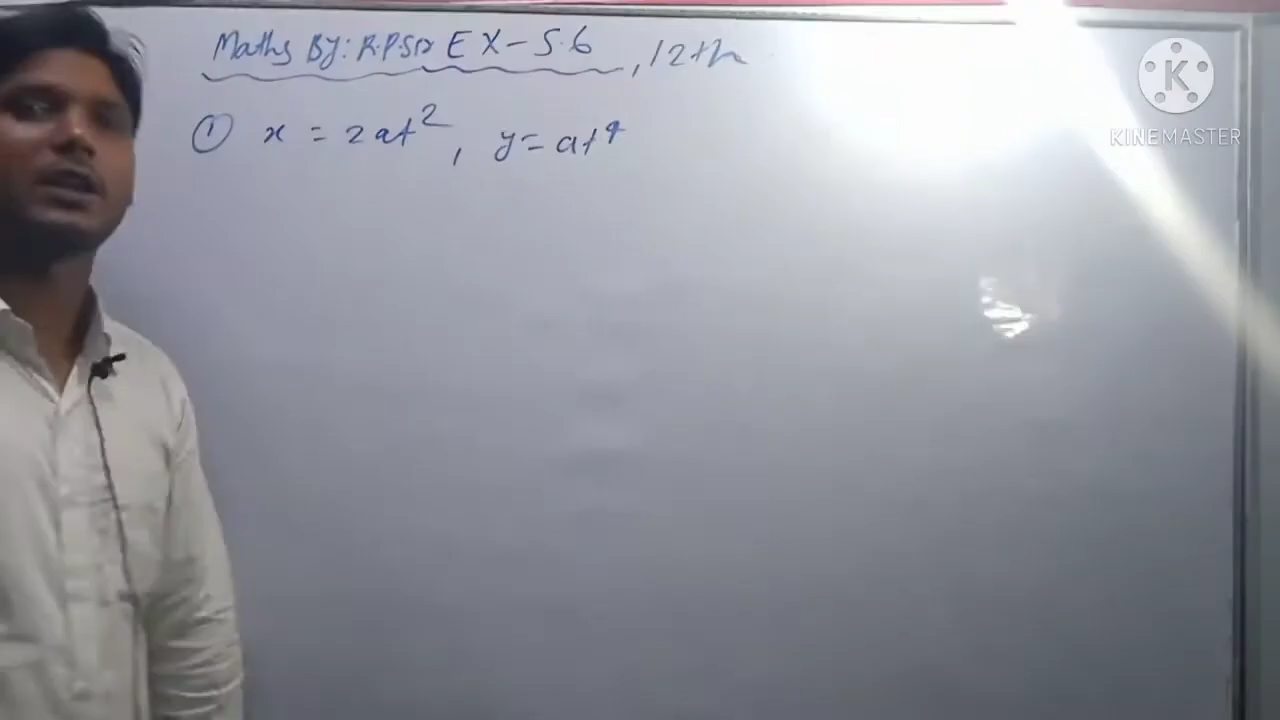 Maths By: R.P. Sir EX-5.6, 12th
① x = 2at², y = at⁴
KINEMASTER